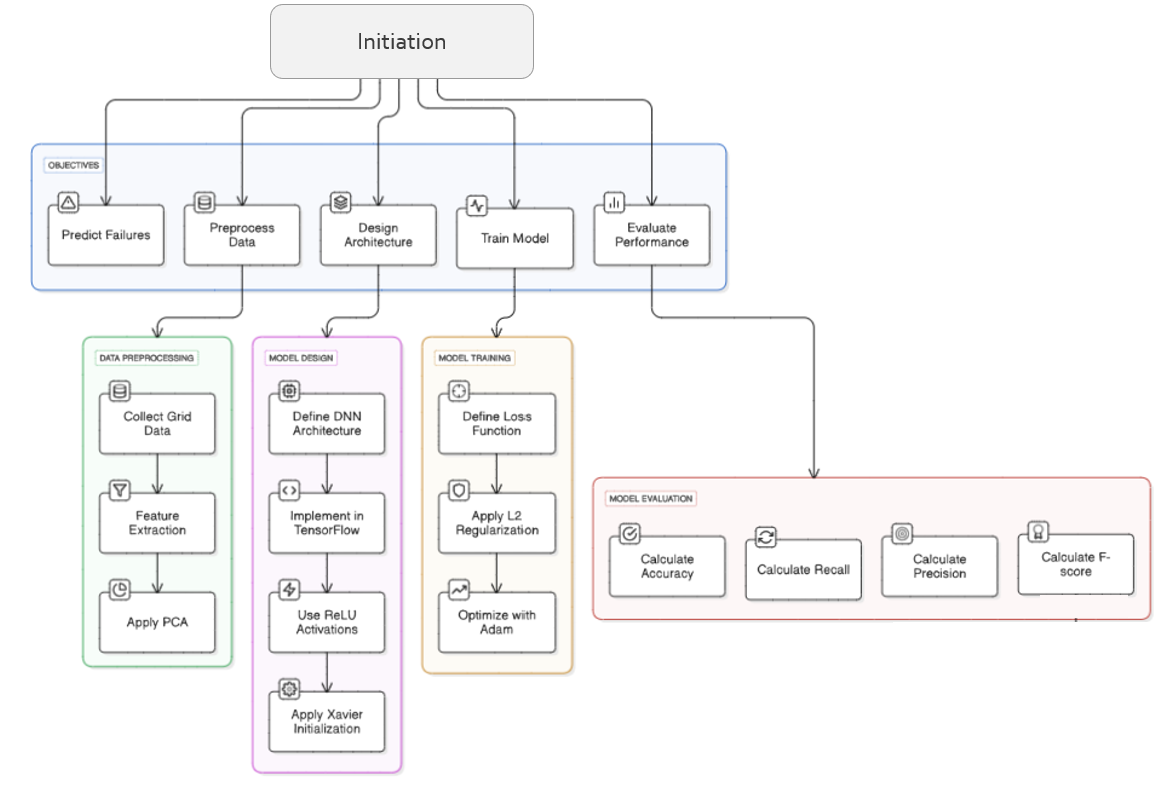 Initiation
OBJECTIVES
Predict Failures
Preprocess
Data
Design
Architecture
Train Model
Evaluate
Performance
DATA PREPROCESSING
Collect Grid
Data
Feature
Extraction
Apply PCA
MODEL DESIGN
Define DNN
Architecture
Implement in
TensorFlow
Use ReLU
Activations
Apply Xavier
Initialization
MODEL TRAINING
Define Loss
Function
Apply L2
Regularization
Optimize with
Adam
MODEL EVALUATION
Calculate
Accuracy
Calculate Recall
Calculate
Precision
Calculate F-
score